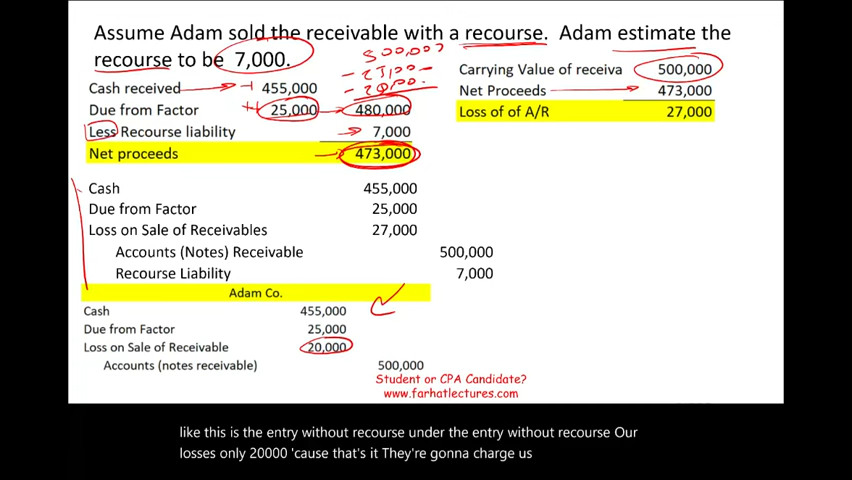 Assume Adam sold the receivable with a recourse. Adam estimate the
recourse to be 7,000.
500,000
- 25,00-
- 20,00.
Cash received 455,000
Due from Factor 25,000 480,000
Less Recourse liability 7,000
Net proceeds 473,000
Carrying Value of receiva 500,000
Net Proceeds 473,000
Loss of of A/R 27,000
Cash 455,000
Due from Factor 25,000
Loss on Sale of Receivables 27,000
Accounts (Notes) Receivable 500,000
Recourse Liability 7,000
Adam Co.
Cash 455,000
Due from Factor 25,000
Loss on Sale of Receivable 20,000
Accounts (notes receivable) 500,000
Student or CPA Candidate?
www.farhatlectures.com
like this is the entry without recourse under the entry without recourse Our
losses only 20000 'cause that's it They're gonna charge us